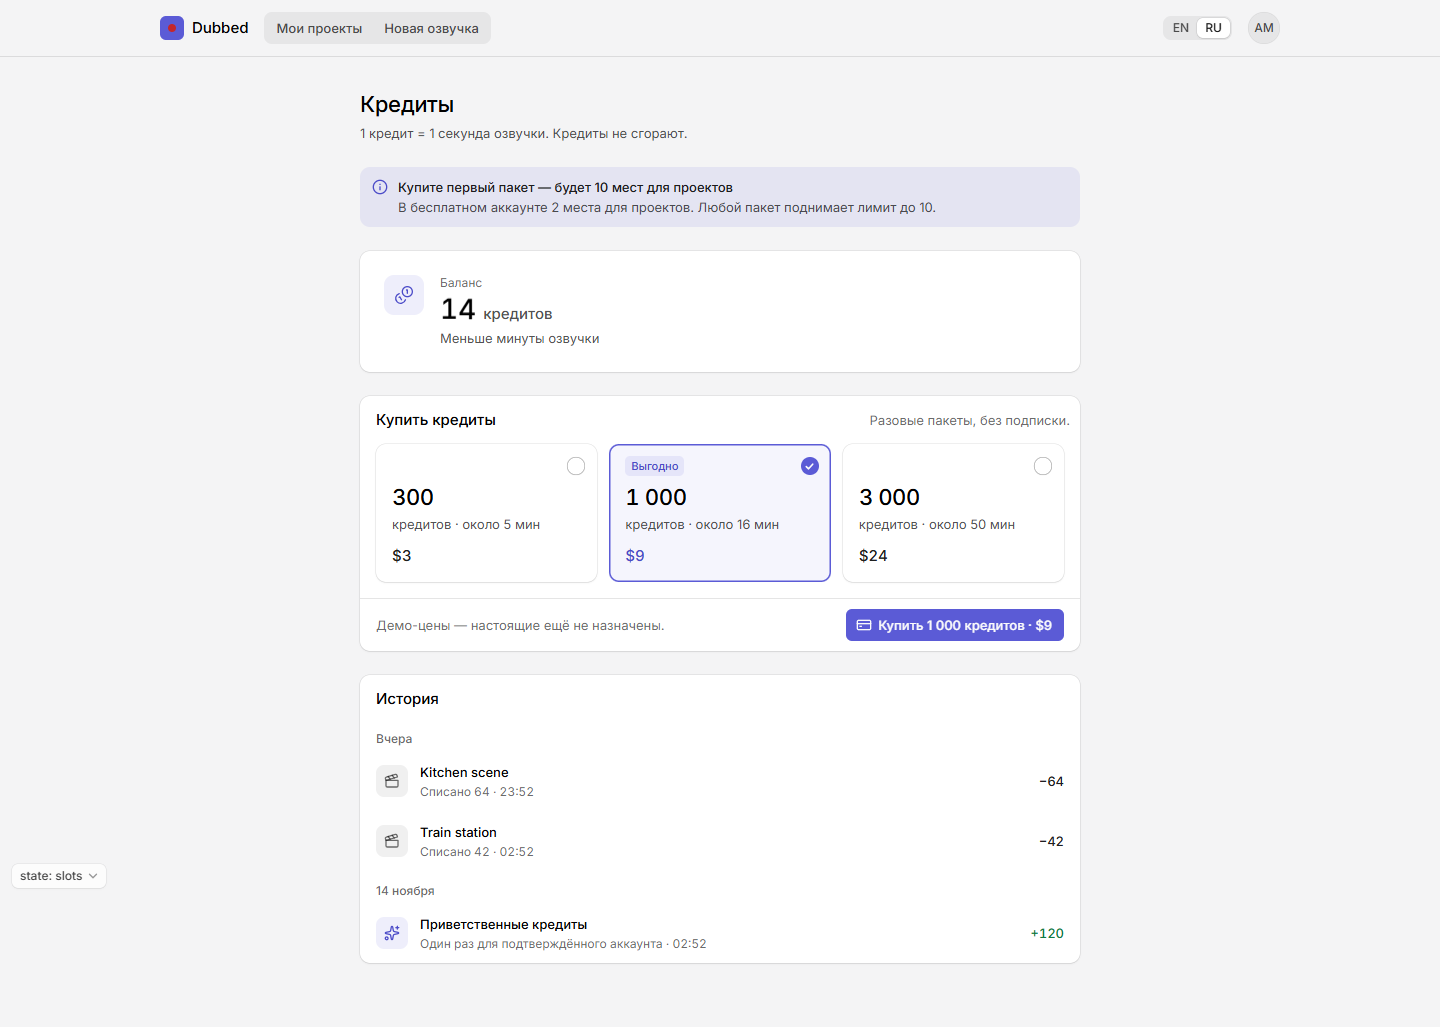 Dubbed
Мои проекты
Новая озвучка
EN
RU
AM
Кредиты
1 кредит = 1 секунда озвучки. Кредиты не сгорают.
Купите первый пакет — будет 10 мест для проектов
В бесплатном аккаунте 2 места для проектов. Любой пакет поднимает лимит до 10.
Баланс
14 кредитов
Меньше минуты озвучки
Купить кредиты
Разовые пакеты, без подписки.
300
кредитов · около 5 мин
$3
Выгодно
1 000
кредитов · около 16 мин
$9
3 000
кредитов · около 50 мин
$24
Демо-цены — настоящие ещё не назначены.
Купить 1 000 кредитов · $9
История
Вчера
Kitchen scene
Списано 64 · 23:52
−64
Train station
Списано 42 · 02:52
−42
14 ноября
Приветственные кредиты
Один раз для подтверждённого аккаунта · 02:52
+120
state: slots